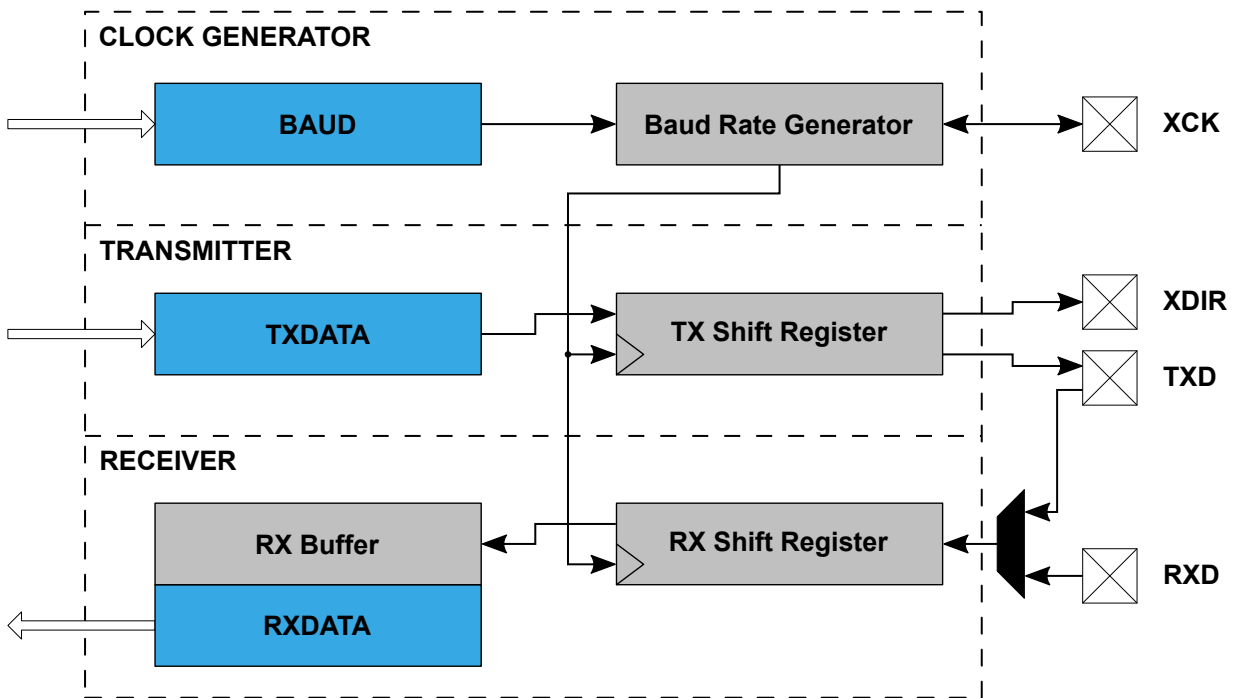 CLOCK GENERATOR
BAUD
Baud Rate Generator
XCK
TRANSMITTER
TXDATA
TX Shift Register
XDIR
TXD
RECEIVER
RX Buffer
RX Shift Register
RXD
RXDATA